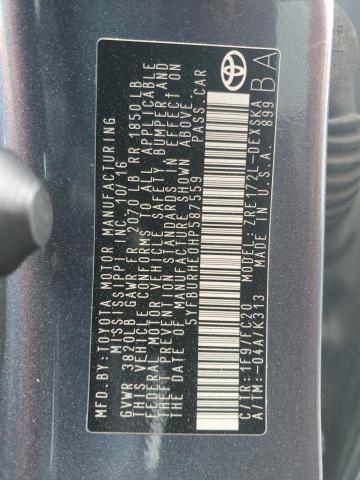 MFD.BY:TOYOTA MOTOR MANUFACTURING
MISSISSIPPI INC. 10/16
GVWR 3820LB GAWR FR 2070 LB RR 1850 LB
THIS VEHICLE CONFORMS TO ALL APPLICABLE
FEDERAL MOTOR VEHICLE SAFETY, BUMPER, AND
THEFT PREVENTION STANDARDS IN EFFECT ON
THE DATE OF MANUFACTURE SHOWN ABOVE.
5YFBURHE0HP587559 PASS.CAR
C/TR: 1F9/FC20
MODEL: ZRE172L-DEXSKA
A/TM: -04A/K313
MADE IN U.S.A. 899
BA
TOYOTA